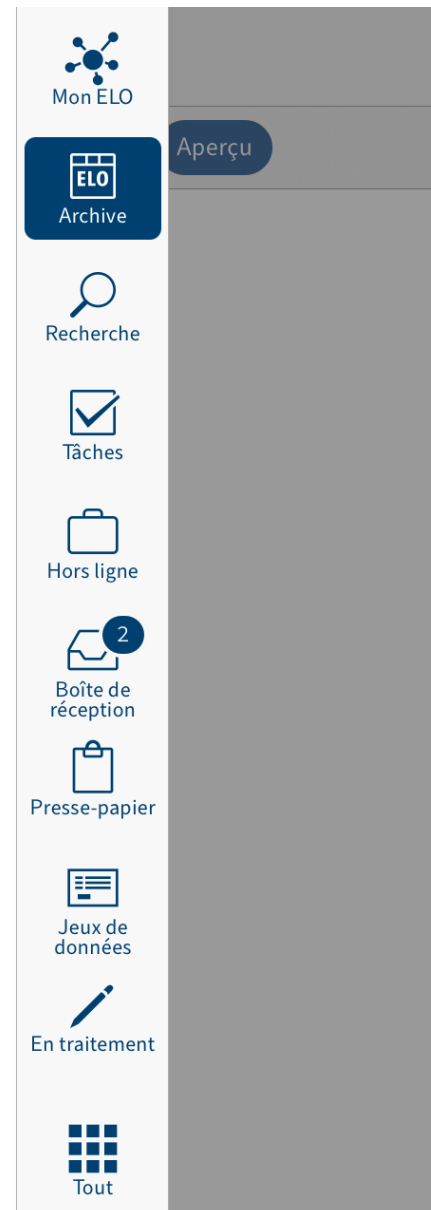 Mon ELO
Aperçu
ELO
Archive
Recherche
Tâches
Hors ligne
2
Boîte de
réception
Presse-papier
Jeux de
données
En traitement
Tout